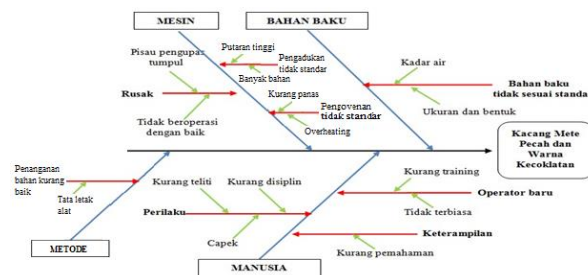 MESIN
BAHAN BAKU
Pisau pengupas
tumpul
Putaran tinggi
Pengadukan
tidak standar
Banyak bahan
Rusak
Kurang panas
Pengovenan
tidak standar
Overheating
Tidak beroperasi
dengan baik
Kadar air
Bahan baku
tidak sesuai standa
Ukuran dan bentuk
Kacang Mete
Pecah dan
Warna
Kecoklatan
Penanganan
bahan kurang
baik
Tata letak
alat
METODE
Kurang teliti
Kurang disiplin
Perilaku
Capek
Kurang training
Operator baru
Tidak terbiasa
Keterampilan
Kurang pemahaman
MANUSIA